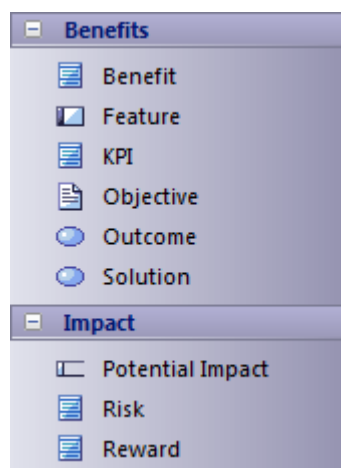 Benefits
Benefit
Feature
KPI
Objective
Outcome
Solution
Impact
Potential Impact
Risk
Reward